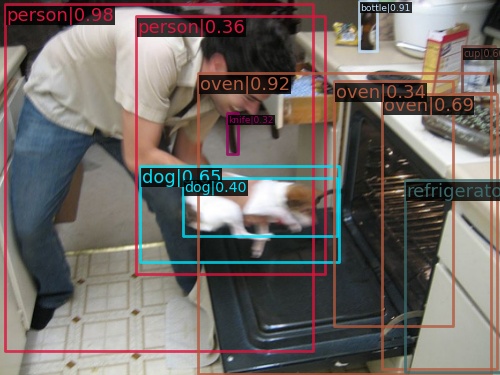 person|0.98
person|0.36
bottle|0.91
cup|0.6
oven|0.92
oven|0.34
oven|0.69
knife|0.32
dog|0.65
dog|0.40
refrigerato